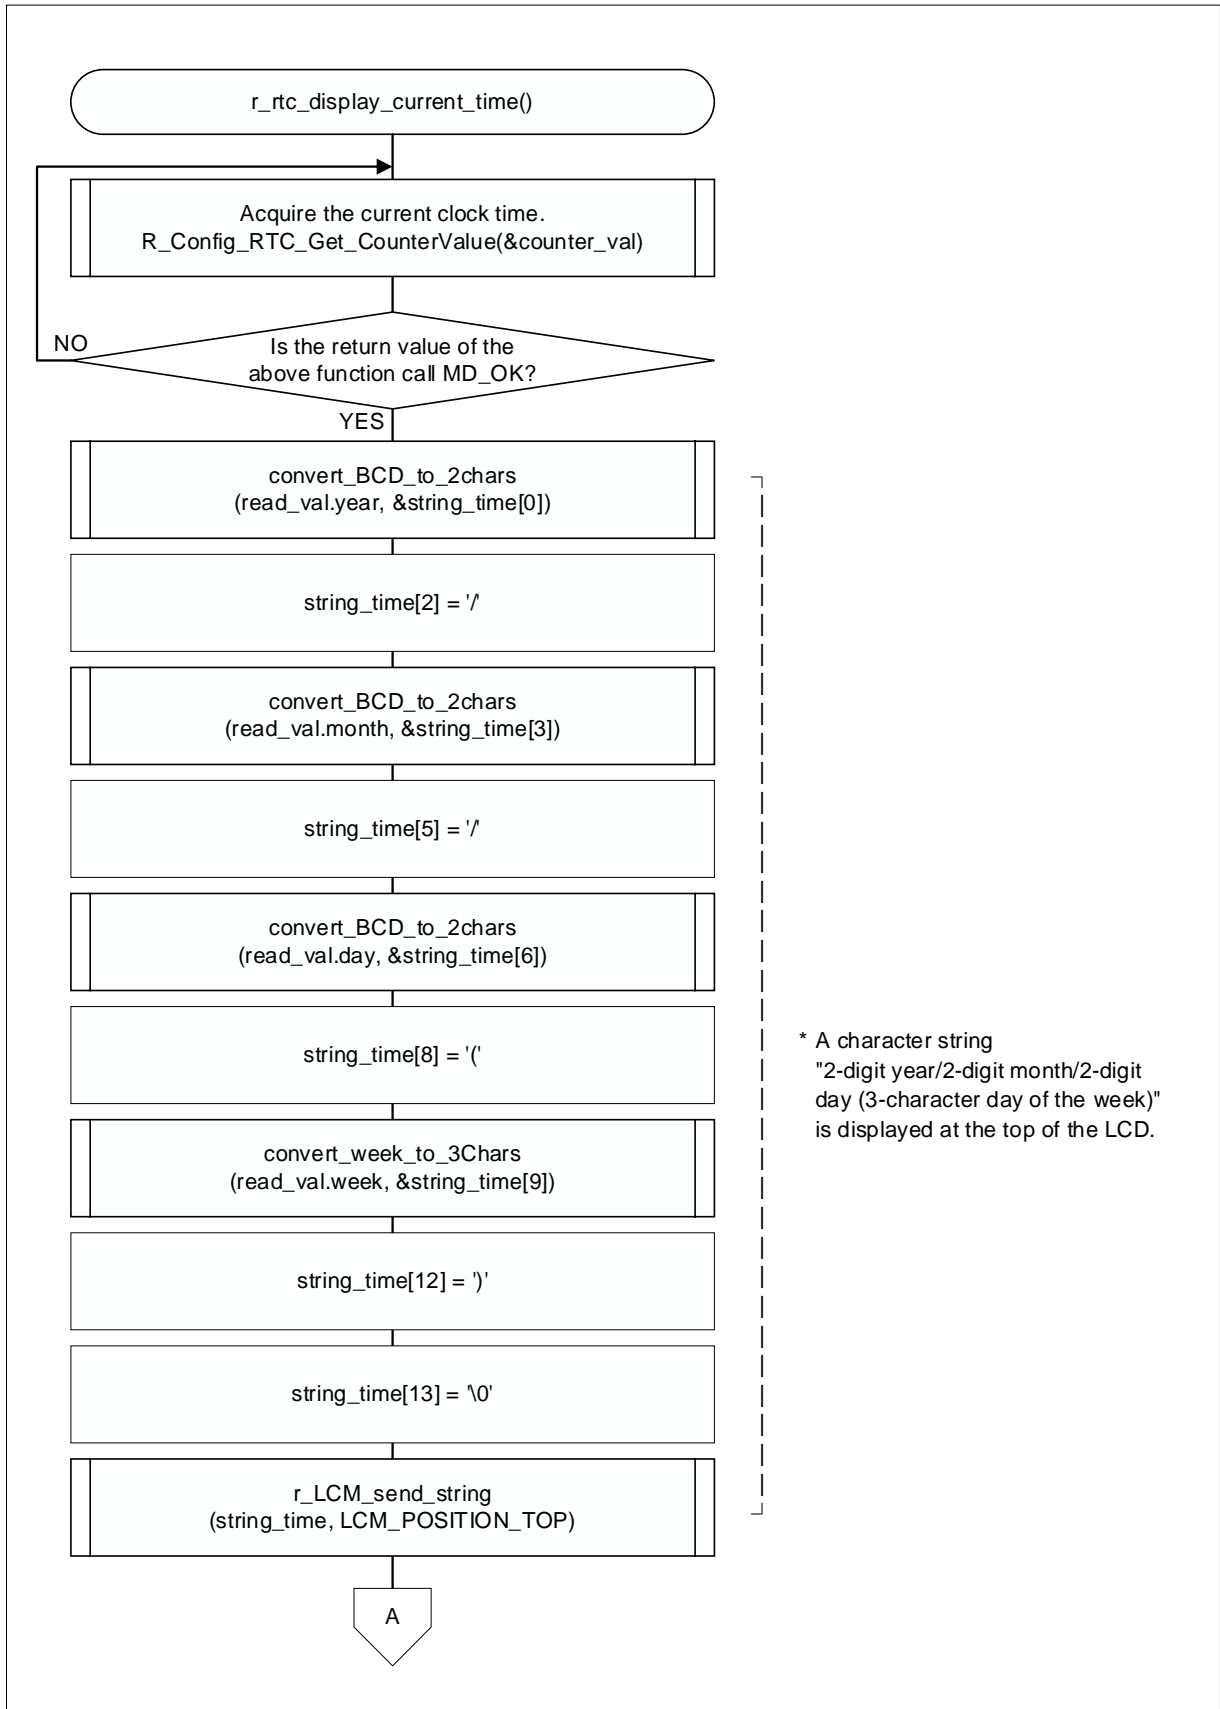 r_rtc_display_current_time()
Acquire the current clock time.
R_Config_RTC_Get_CounterValue(&counter_val)
NO
Is the return value of the
above function call MD_OK?
YES
convert_BCD_to_2chars
(read_val.year, &string_time[0])
string_time[2] = '/'
convert_BCD_to_2chars
(read_val.month, &string_time[3])
string_time[5] = '/'
convert_BCD_to_2chars
(read_val.day, &string_time[6])
string_time[8] = '('
* A character string
"2-digit year/2-digit month/2-digit
day (3-character day of the week)"
is displayed at the top of the LCD.
convert_week_to_3Chars
(read_val.week, &string_time[9])
string_time[12] = ')'
string_time[13] = '\0'
r_LCM_send_string
(string_time, LCM_POSITION_TOP)
A